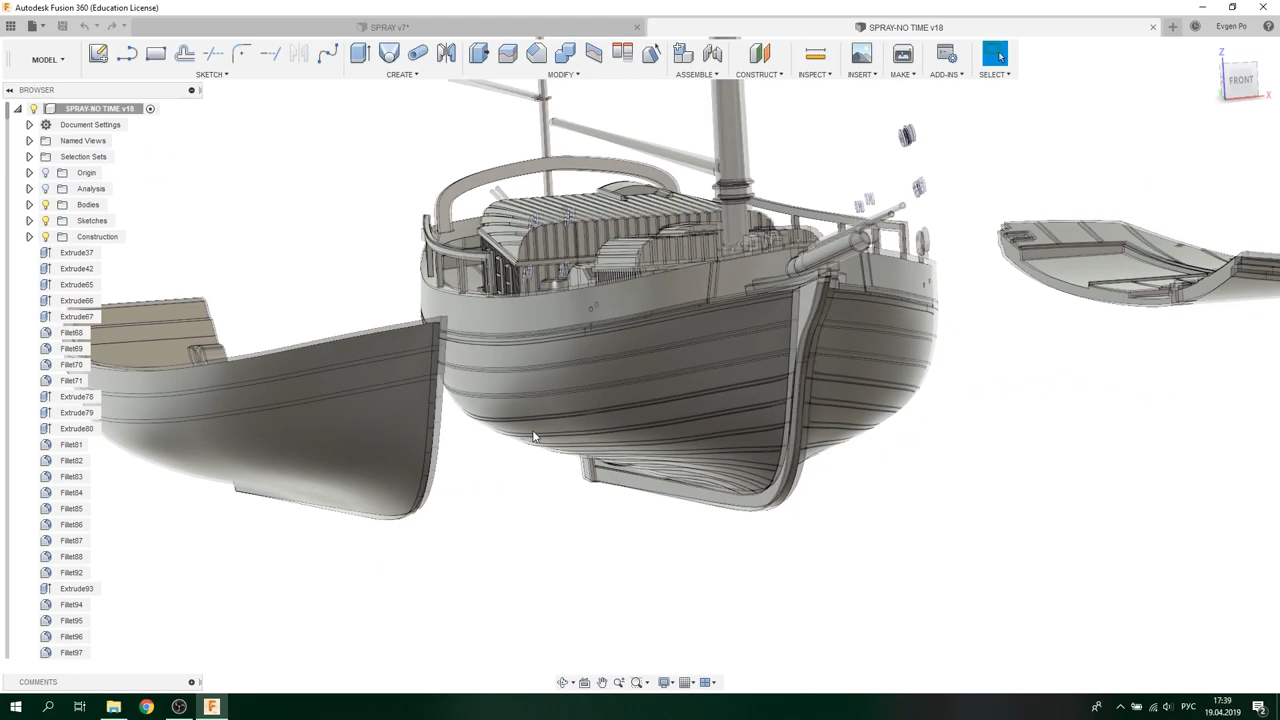 Autodesk Fusion 360 (Education License)
SPRAY v7*
SPRAY-NO TIME v18
Evgen Po
MODEL
SKETCH
CREATE
MODIFY
ASSEMBLE
CONSTRUCT
INSPECT
INSERT
MAKE
ADD-INS
SELECT
Z
FRONT
X
BROWSER
SPRAY-NO TIME v18
Document Settings
Named Views
Selection Sets
Origin
Analysis
Bodies
Sketches
Construction
Extrude37
Extrude42
Extrude65
Extrude66
Extrude67
Fillet68
Fillet69
Fillet70
Fillet71
Extrude78
Extrude79
Extrude80
Fillet81
Fillet82
Fillet83
Fillet84
Fillet85
Fillet86
Fillet87
Fillet88
Fillet92
Extrude93
Fillet94
Fillet95
Fillet96
Fillet97
COMMENTS
РУС
17:39
19.04.2019
2